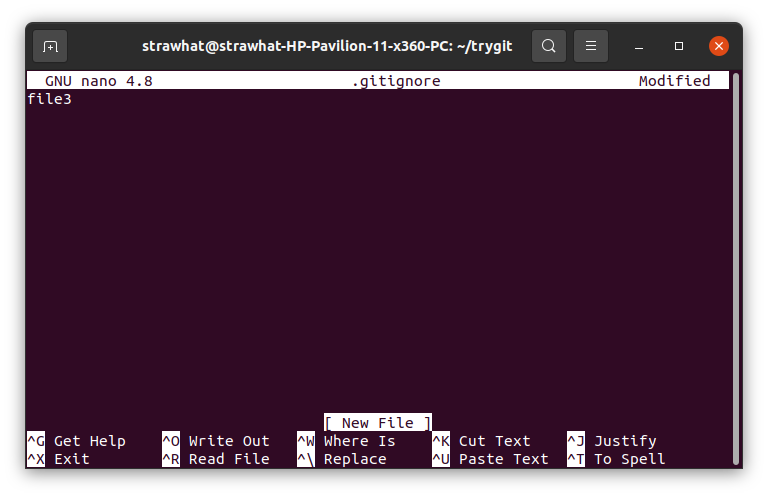 strawhat@strawhat-HP-Pavilion-11-x360-PC: ~/trygit
GNU nano 4.8 .gitignore Modified
file3
[ New File ]
^G Get Help ^O Write Out ^W Where Is ^K Cut Text ^J Justify
^X Exit ^R Read File ^\ Replace ^U Paste Text ^T To Spell